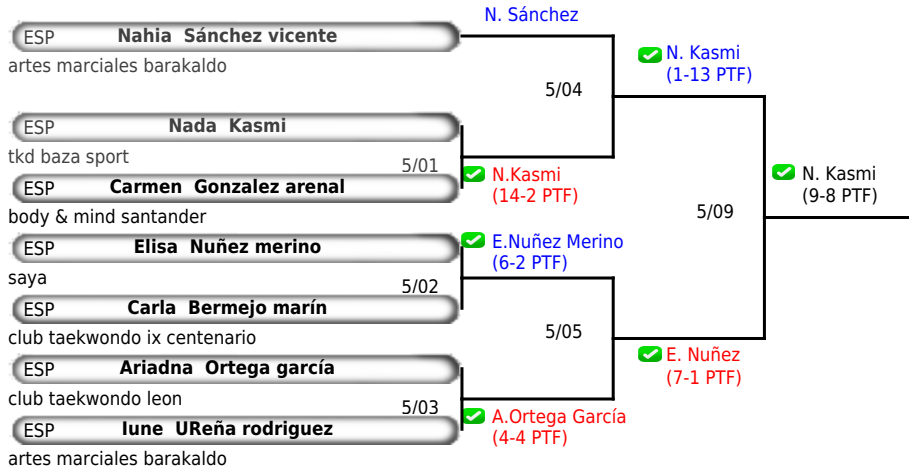 N. Sánchez
ESP Nahia Sánchez vicente
artes marciales barakaldo
N. Kasmi
(1-13 PTF)
5/04
ESP Nada Kasmi
tkd baza sport
5/01
N.Kasmi
(14-2 PTF)
N. Kasmi
(9-8 PTF)
ESP Carmen Gonzalez arenal
body & mind santander
5/09
ESP Elisa Nuñez merino
E.Nuñez Merino
(6-2 PTF)
saya
5/02
ESP Carla Bermejo marín
club taekwondo ix centenario
5/05
E. Nuñez
(7-1 PTF)
ESP Ariadna Ortega garcía
club taekwondo leon
5/03
A.Ortega García
(4-4 PTF)
ESP Iune UReña rodriguez
artes marciales barakaldo